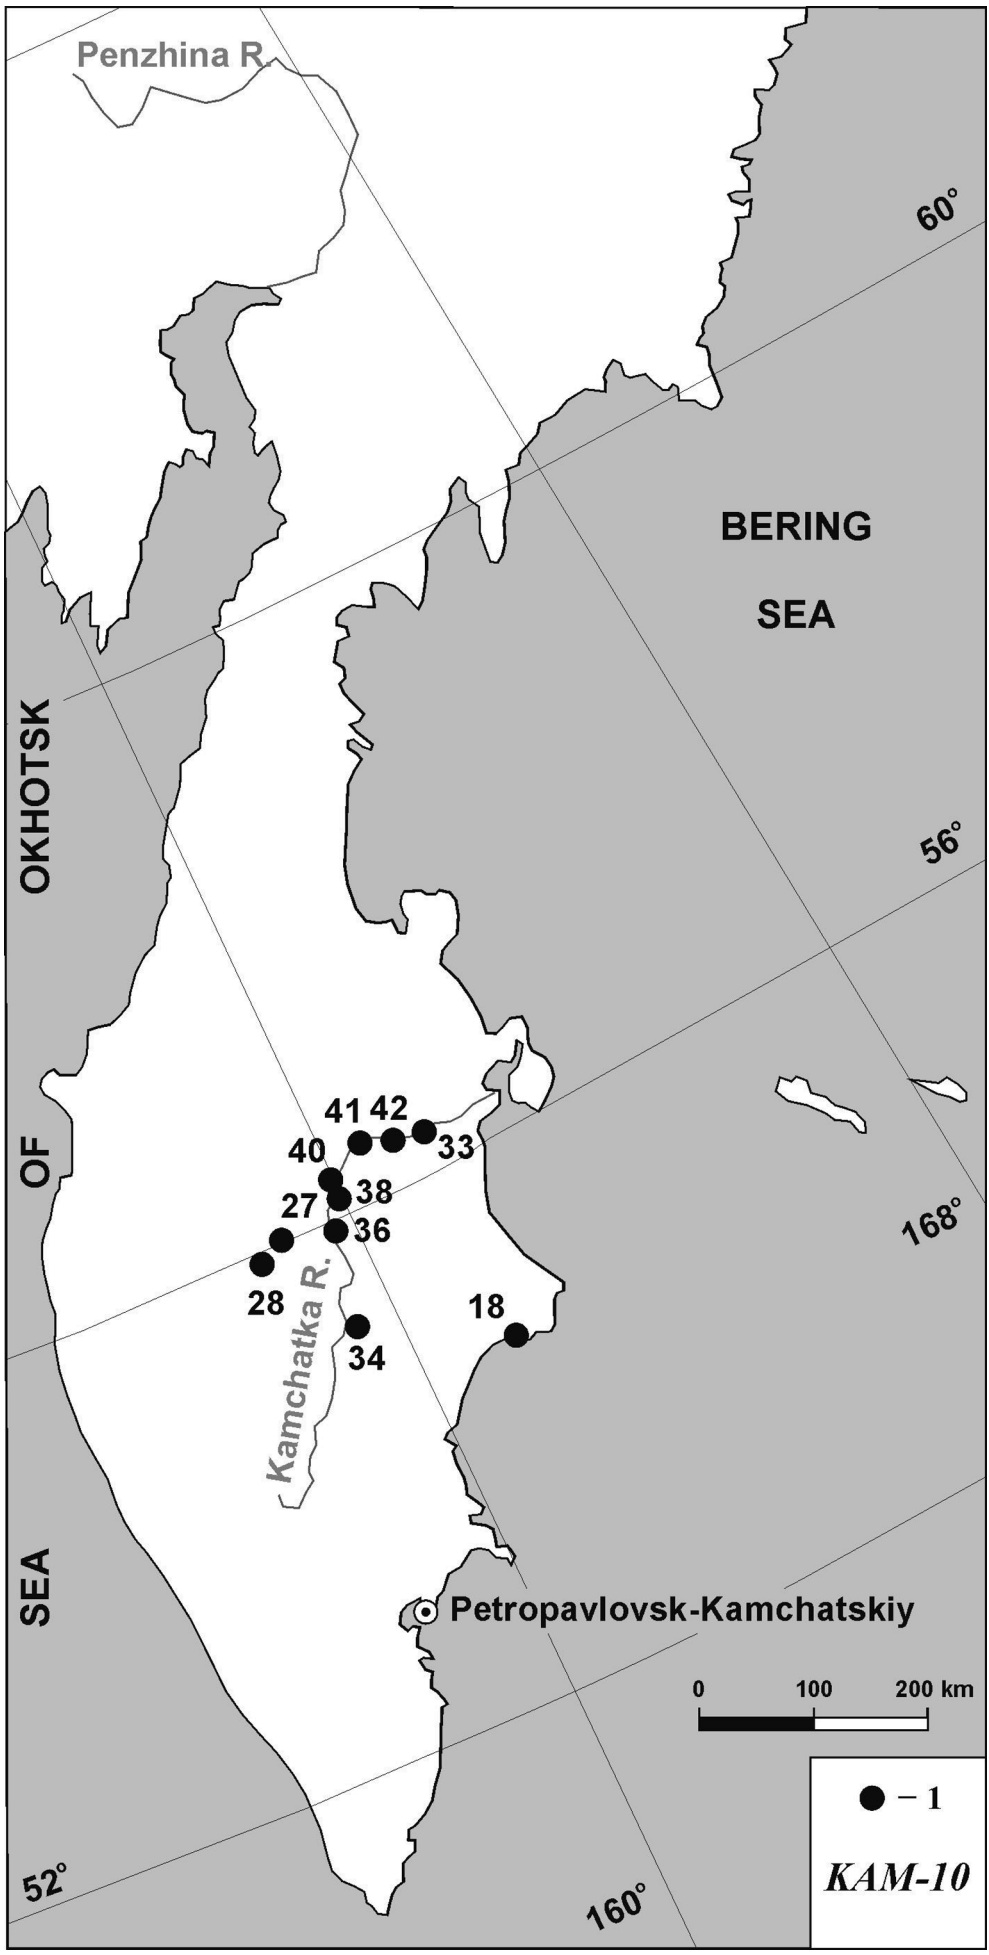 Penzhina R.
60°
BERING
SEA
OKHOTSK
56°
OF
168°
41 42
33
40
38
27
36
28
18
34
Kamchatka R.
SEA
Petropavlovsk-Kamchatskiy
0 100 200 km
– 1
KAM-10
52°
160°